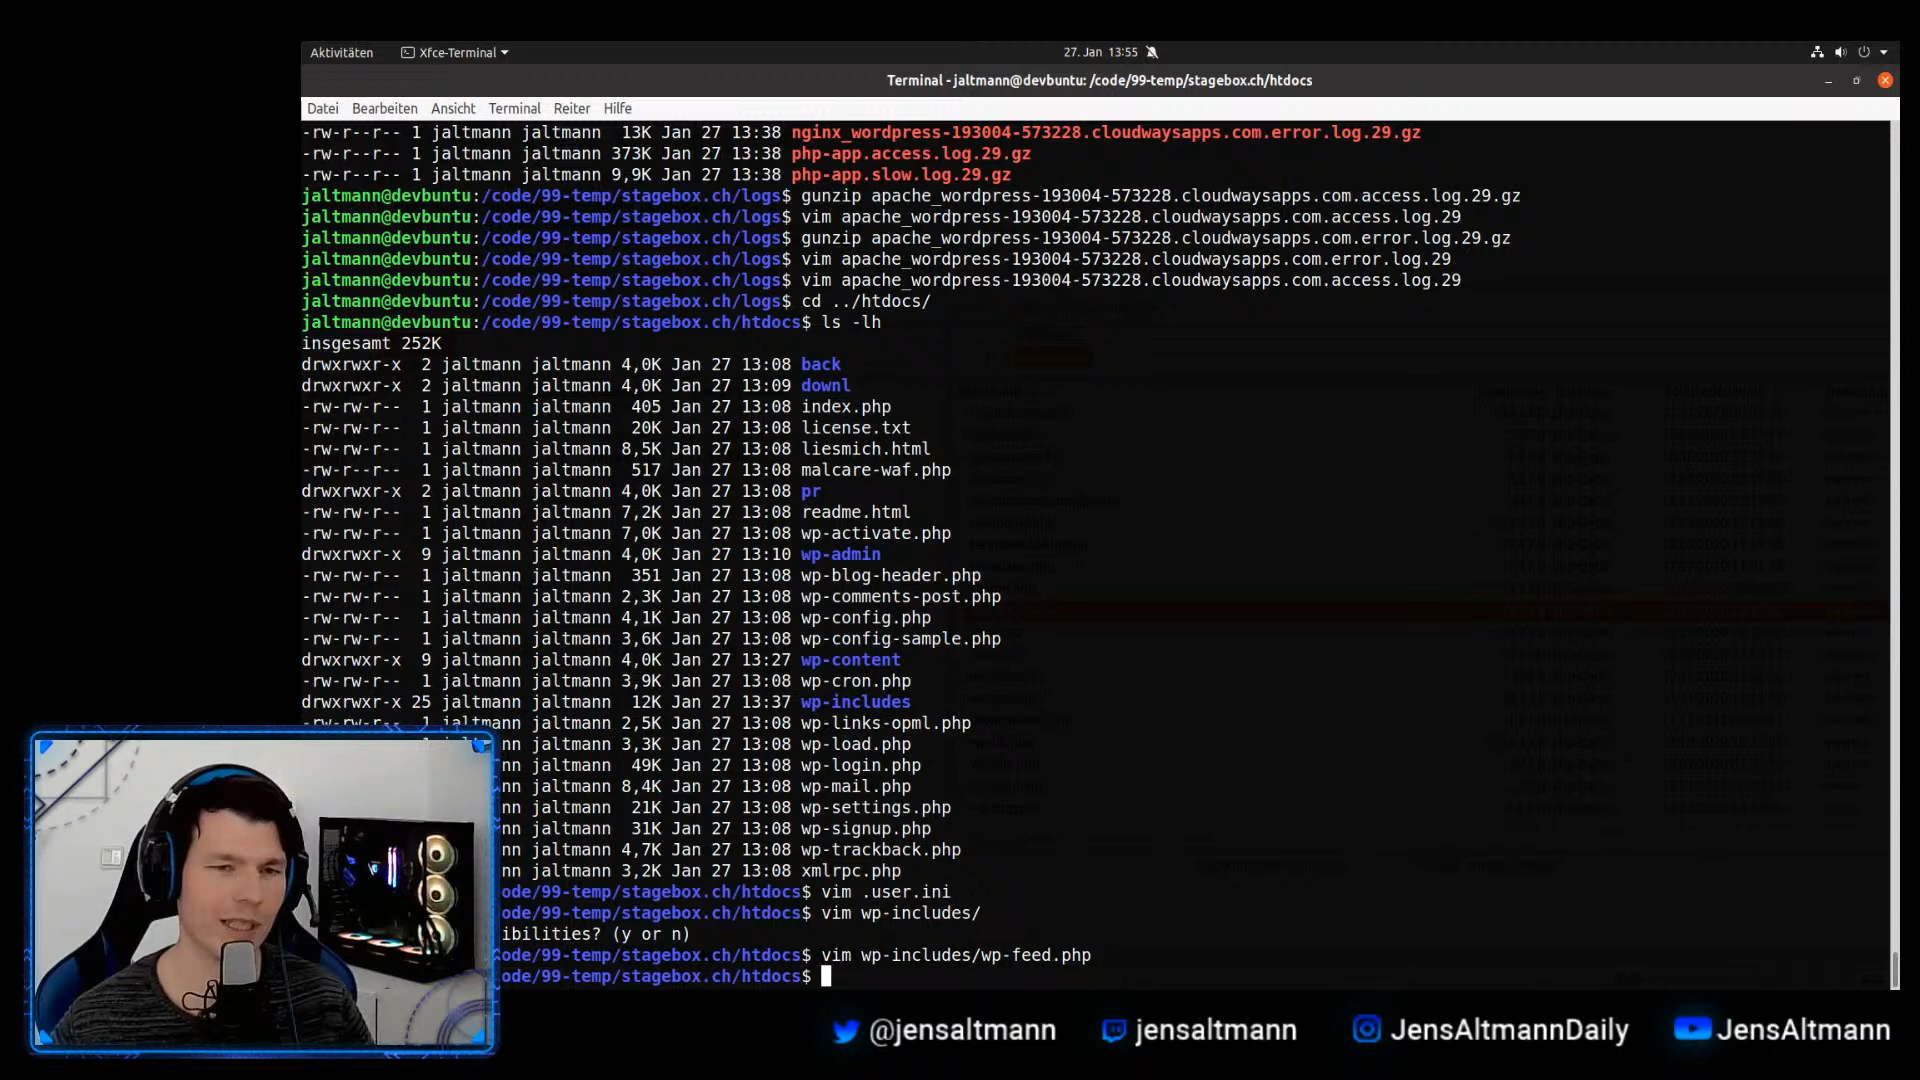 Aktivitäten Xfce-Terminal 27. Jan 13:55
Terminal - jaltmann@devbuntu: /code/99-temp/stagebox.ch/htdocs
Datei Bearbeiten Ansicht Terminal Reiter Hilfe
-rw-r--r-- 1 jaltmann jaltmann 13K Jan 27 13:38 nginx_wordpress-193004-573228.cloudwaysapps.com.error.log.29.gz
-rw-r--r-- 1 jaltmann jaltmann 373K Jan 27 13:38 php-app.access.log.29.gz
-rw-r--r-- 1 jaltmann jaltmann 9,9K Jan 27 13:38 php-app.slow.log.29.gz
jaltmann@devbuntu:/code/99-temp/stagebox.ch/logs$ gunzip apache_wordpress-193004-573228.cloudwaysapps.com.access.log.29.gz
jaltmann@devbuntu:/code/99-temp/stagebox.ch/logs$ vim apache_wordpress-193004-573228.cloudwaysapps.com.access.log.29
jaltmann@devbuntu:/code/99-temp/stagebox.ch/logs$ gunzip apache_wordpress-193004-573228.cloudwaysapps.com.error.log.29.gz
jaltmann@devbuntu:/code/99-temp/stagebox.ch/logs$ vim apache_wordpress-193004-573228.cloudwaysapps.com.error.log.29
jaltmann@devbuntu:/code/99-temp/stagebox.ch/logs$ vim apache_wordpress-193004-573228.cloudwaysapps.com.access.log.29
jaltmann@devbuntu:/code/99-temp/stagebox.ch/logs$ cd ../htdocs/
jaltmann@devbuntu:/code/99-temp/stagebox.ch/htdocs$ ls -lh
insgesamt 252K
drwxrwxr-x 2 jaltmann jaltmann 4,0K Jan 27 13:08 back
drwxrwxr-x 2 jaltmann jaltmann 4,0K Jan 27 13:09 downl
-rw-rw-r-- 1 jaltmann jaltmann 405 Jan 27 13:08 index.php
-rw-rw-r-- 1 jaltmann jaltmann 20K Jan 27 13:08 license.txt
-rw-rw-r-- 1 jaltmann jaltmann 8,5K Jan 27 13:08 liesmich.html
-rw-r--r-- 1 jaltmann jaltmann 517 Jan 27 13:08 malcare-waf.php
drwxrwxr-x 2 jaltmann jaltmann 4,0K Jan 27 13:08 pr
-rw-rw-r-- 1 jaltmann jaltmann 7,2K Jan 27 13:08 readme.html
-rw-rw-r-- 1 jaltmann jaltmann 7,0K Jan 27 13:08 wp-activate.php
drwxrwxr-x 9 jaltmann jaltmann 4,0K Jan 27 13:10 wp-admin
-rw-rw-r-- 1 jaltmann jaltmann 351 Jan 27 13:08 wp-blog-header.php
-rw-rw-r-- 1 jaltmann jaltmann 2,3K Jan 27 13:08 wp-comments-post.php
-rw-rw-r-- 1 jaltmann jaltmann 4,1K Jan 27 13:08 wp-config.php
-rw-rw-r-- 1 jaltmann jaltmann 3,6K Jan 27 13:08 wp-config-sample.php
drwxrwxr-x 9 jaltmann jaltmann 4,0K Jan 27 13:27 wp-content
-rw-rw-r-- 1 jaltmann jaltmann 3,9K Jan 27 13:08 wp-cron.php
drwxrwxr-x 25 jaltmann jaltmann 12K Jan 27 13:37 wp-includes
-rw-rw-r-- 1 jaltmann jaltmann 2,5K Jan 27 13:08 wp-links-opml.php
nn jaltmann 3,3K Jan 27 13:08 wp-load.php
nn jaltmann 49K Jan 27 13:08 wp-login.php
nn jaltmann 8,4K Jan 27 13:08 wp-mail.php
nn jaltmann 21K Jan 27 13:08 wp-settings.php
nn jaltmann 31K Jan 27 13:08 wp-signup.php
nn jaltmann 4,7K Jan 27 13:08 wp-trackback.php
nn jaltmann 3,2K Jan 27 13:08 xmlrpc.php
ode/99-temp/stagebox.ch/htdocs$ vim .user.ini
ode/99-temp/stagebox.ch/htdocs$ vim wp-includes/
ibilities? (y or n)
ode/99-temp/stagebox.ch/htdocs$ vim wp-includes/wp-feed.php
ode/99-temp/stagebox.ch/htdocs$
@jensaltmann jensaltmann JensAltmannDaily JensAltmann